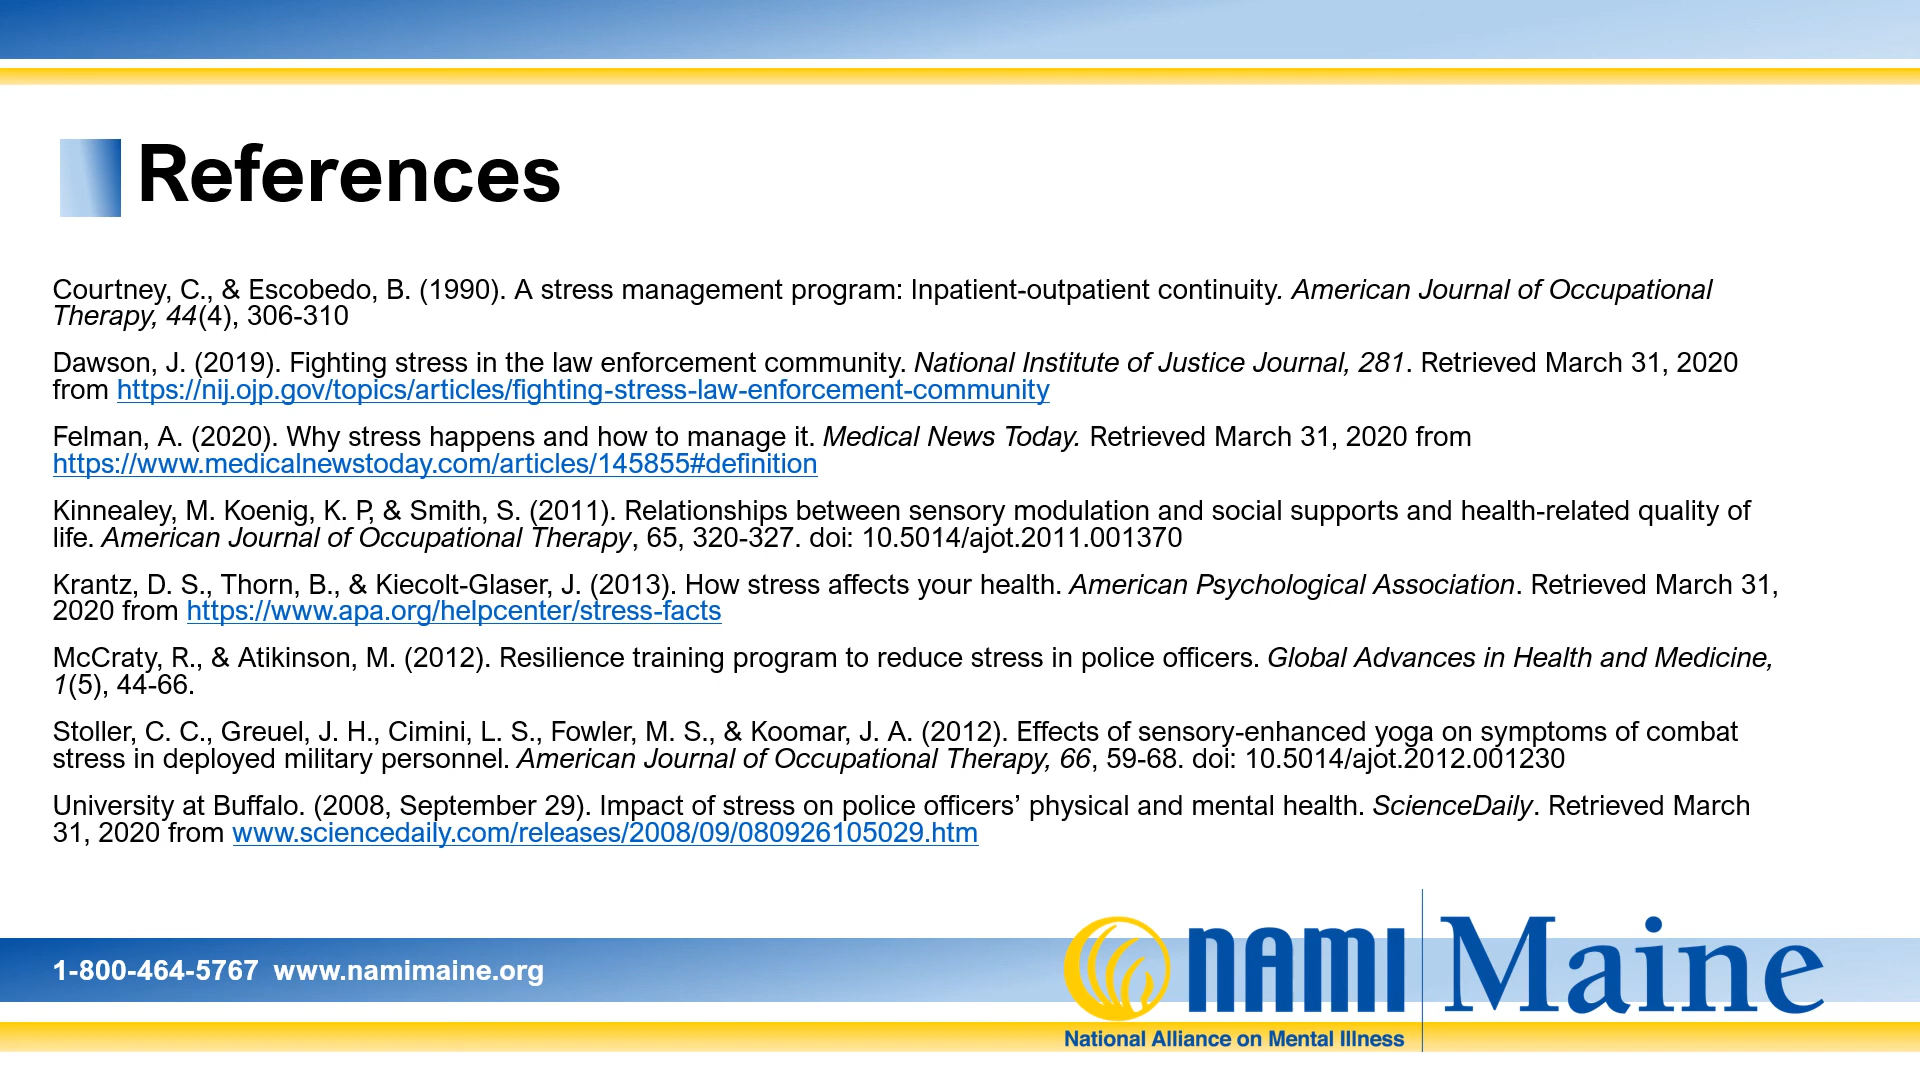 References
Courtney, C., & Escobedo, B. (1990). A stress management program: Inpatient-outpatient continuity. American Journal of Occupational
Therapy, 44(4), 306-310
Dawson, J. (2019). Fighting stress in the law enforcement community. National Institute of Justice Journal, 281. Retrieved March 31, 2020
from https://nij.ojp.gov/topics/articles/fighting-stress-law-enforcement-community
Felman, A. (2020). Why stress happens and how to manage it. Medical News Today. Retrieved March 31, 2020 from
https://www.medicalnewstoday.com/articles/145855#definition
Kinnealey, M. Koenig, K. P, & Smith, S. (2011). Relationships between sensory modulation and social supports and health-related quality of
life. American Journal of Occupational Therapy, 65, 320-327. doi: 10.5014/ajot.2011.001370
Krantz, D. S., Thorn, B., & Kiecolt-Glaser, J. (2013). How stress affects your health. American Psychological Association. Retrieved March 31,
2020 from https://www.apa.org/helpcenter/stress-facts
McCraty, R., & Atikinson, M. (2012). Resilience training program to reduce stress in police officers. Global Advances in Health and Medicine,
1(5), 44-66.
Stoller, C. C., Greuel, J. H., Cimini, L. S., Fowler, M. S., & Koomar, J. A. (2012). Effects of sensory-enhanced yoga on symptoms of combat
stress in deployed military personnel. American Journal of Occupational Therapy, 66, 59-68. doi: 10.5014/ajot.2012.001230
University at Buffalo. (2008, September 29). Impact of stress on police officers’ physical and mental health. ScienceDaily. Retrieved March
31, 2020 from www.sciencedaily.com/releases/2008/09/080926105029.htm
1-800-464-5767 www.namimaine.org
NAMI Maine
National Alliance on Mental Illness